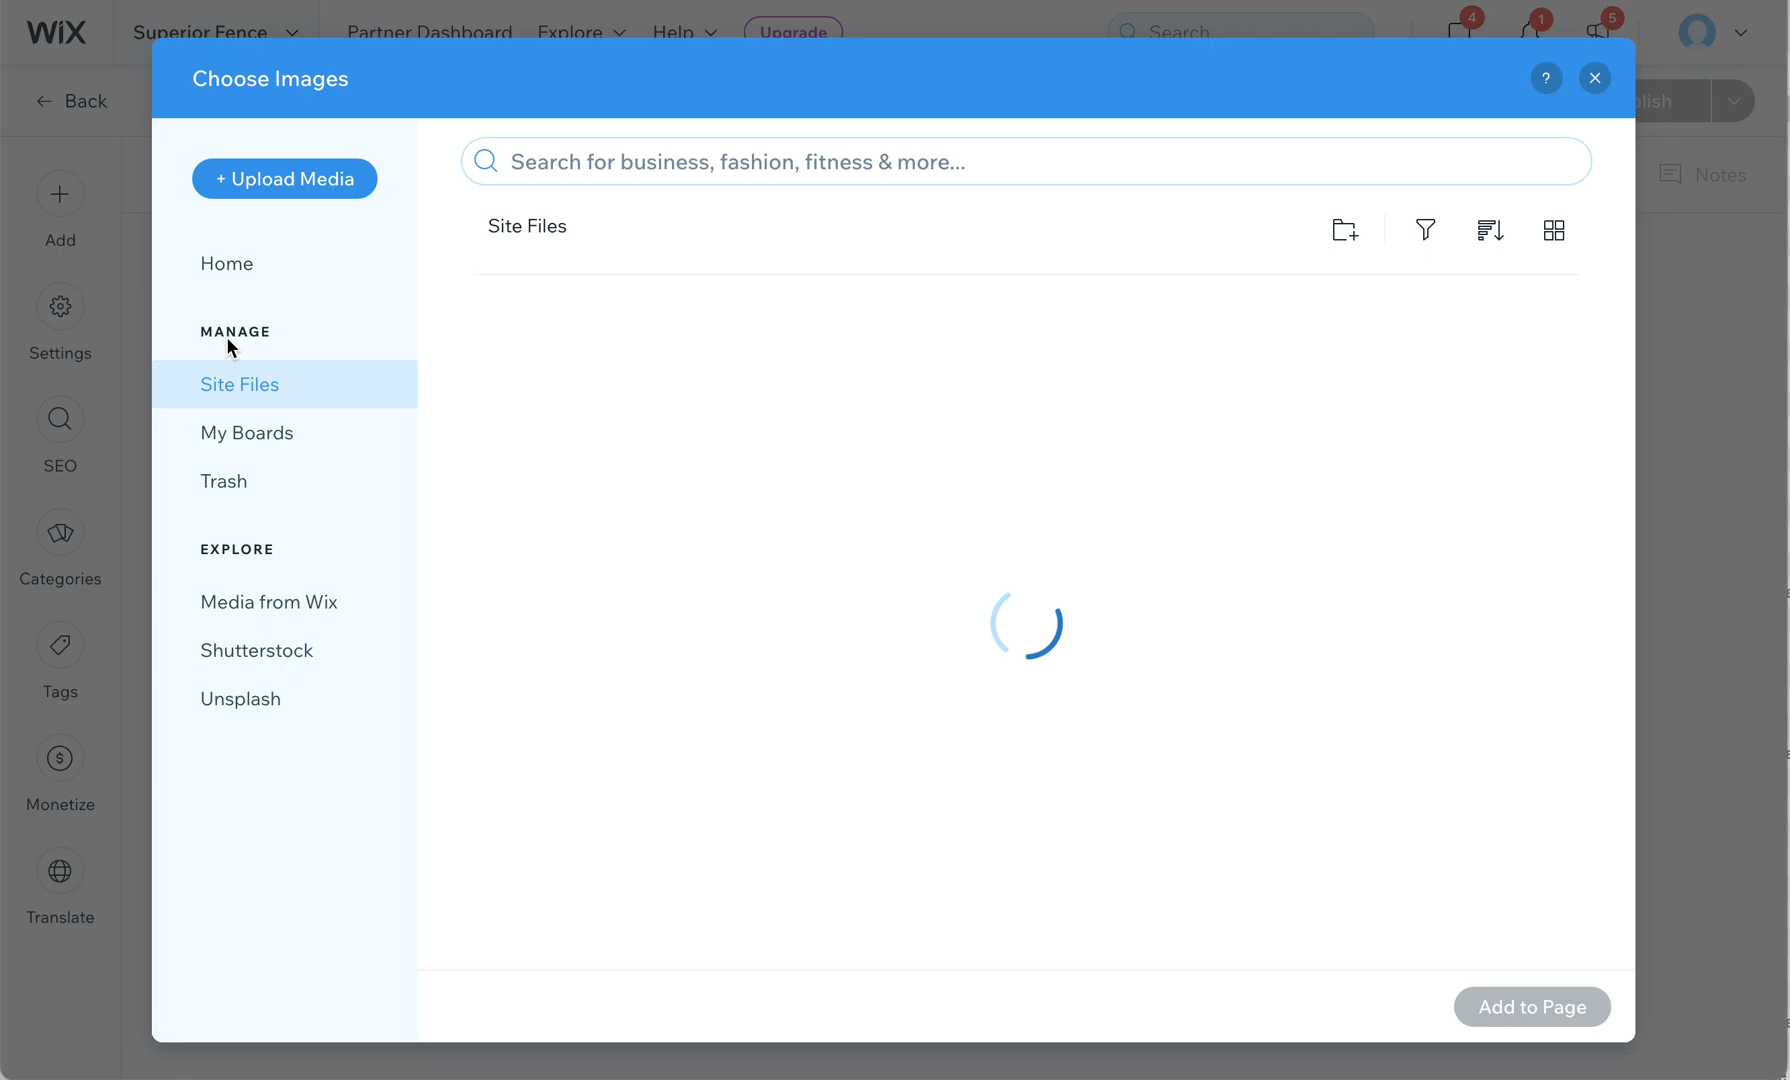 WiX
Superior Fence
Partner Dashboard
Explore
Help
Upgrade
Search...
4
1
5
Back
Choose Images
?
Notes
+ Upload Media
Search for business, fashion, fitness & more...
Add
Site Files
Home
MANAGE
Settings
Site Files
My Boards
SEO
Trash
EXPLORE
Categories
Media from Wix
Shutterstock
Tags
Unsplash
$
Monetize
Translate
Add to Page